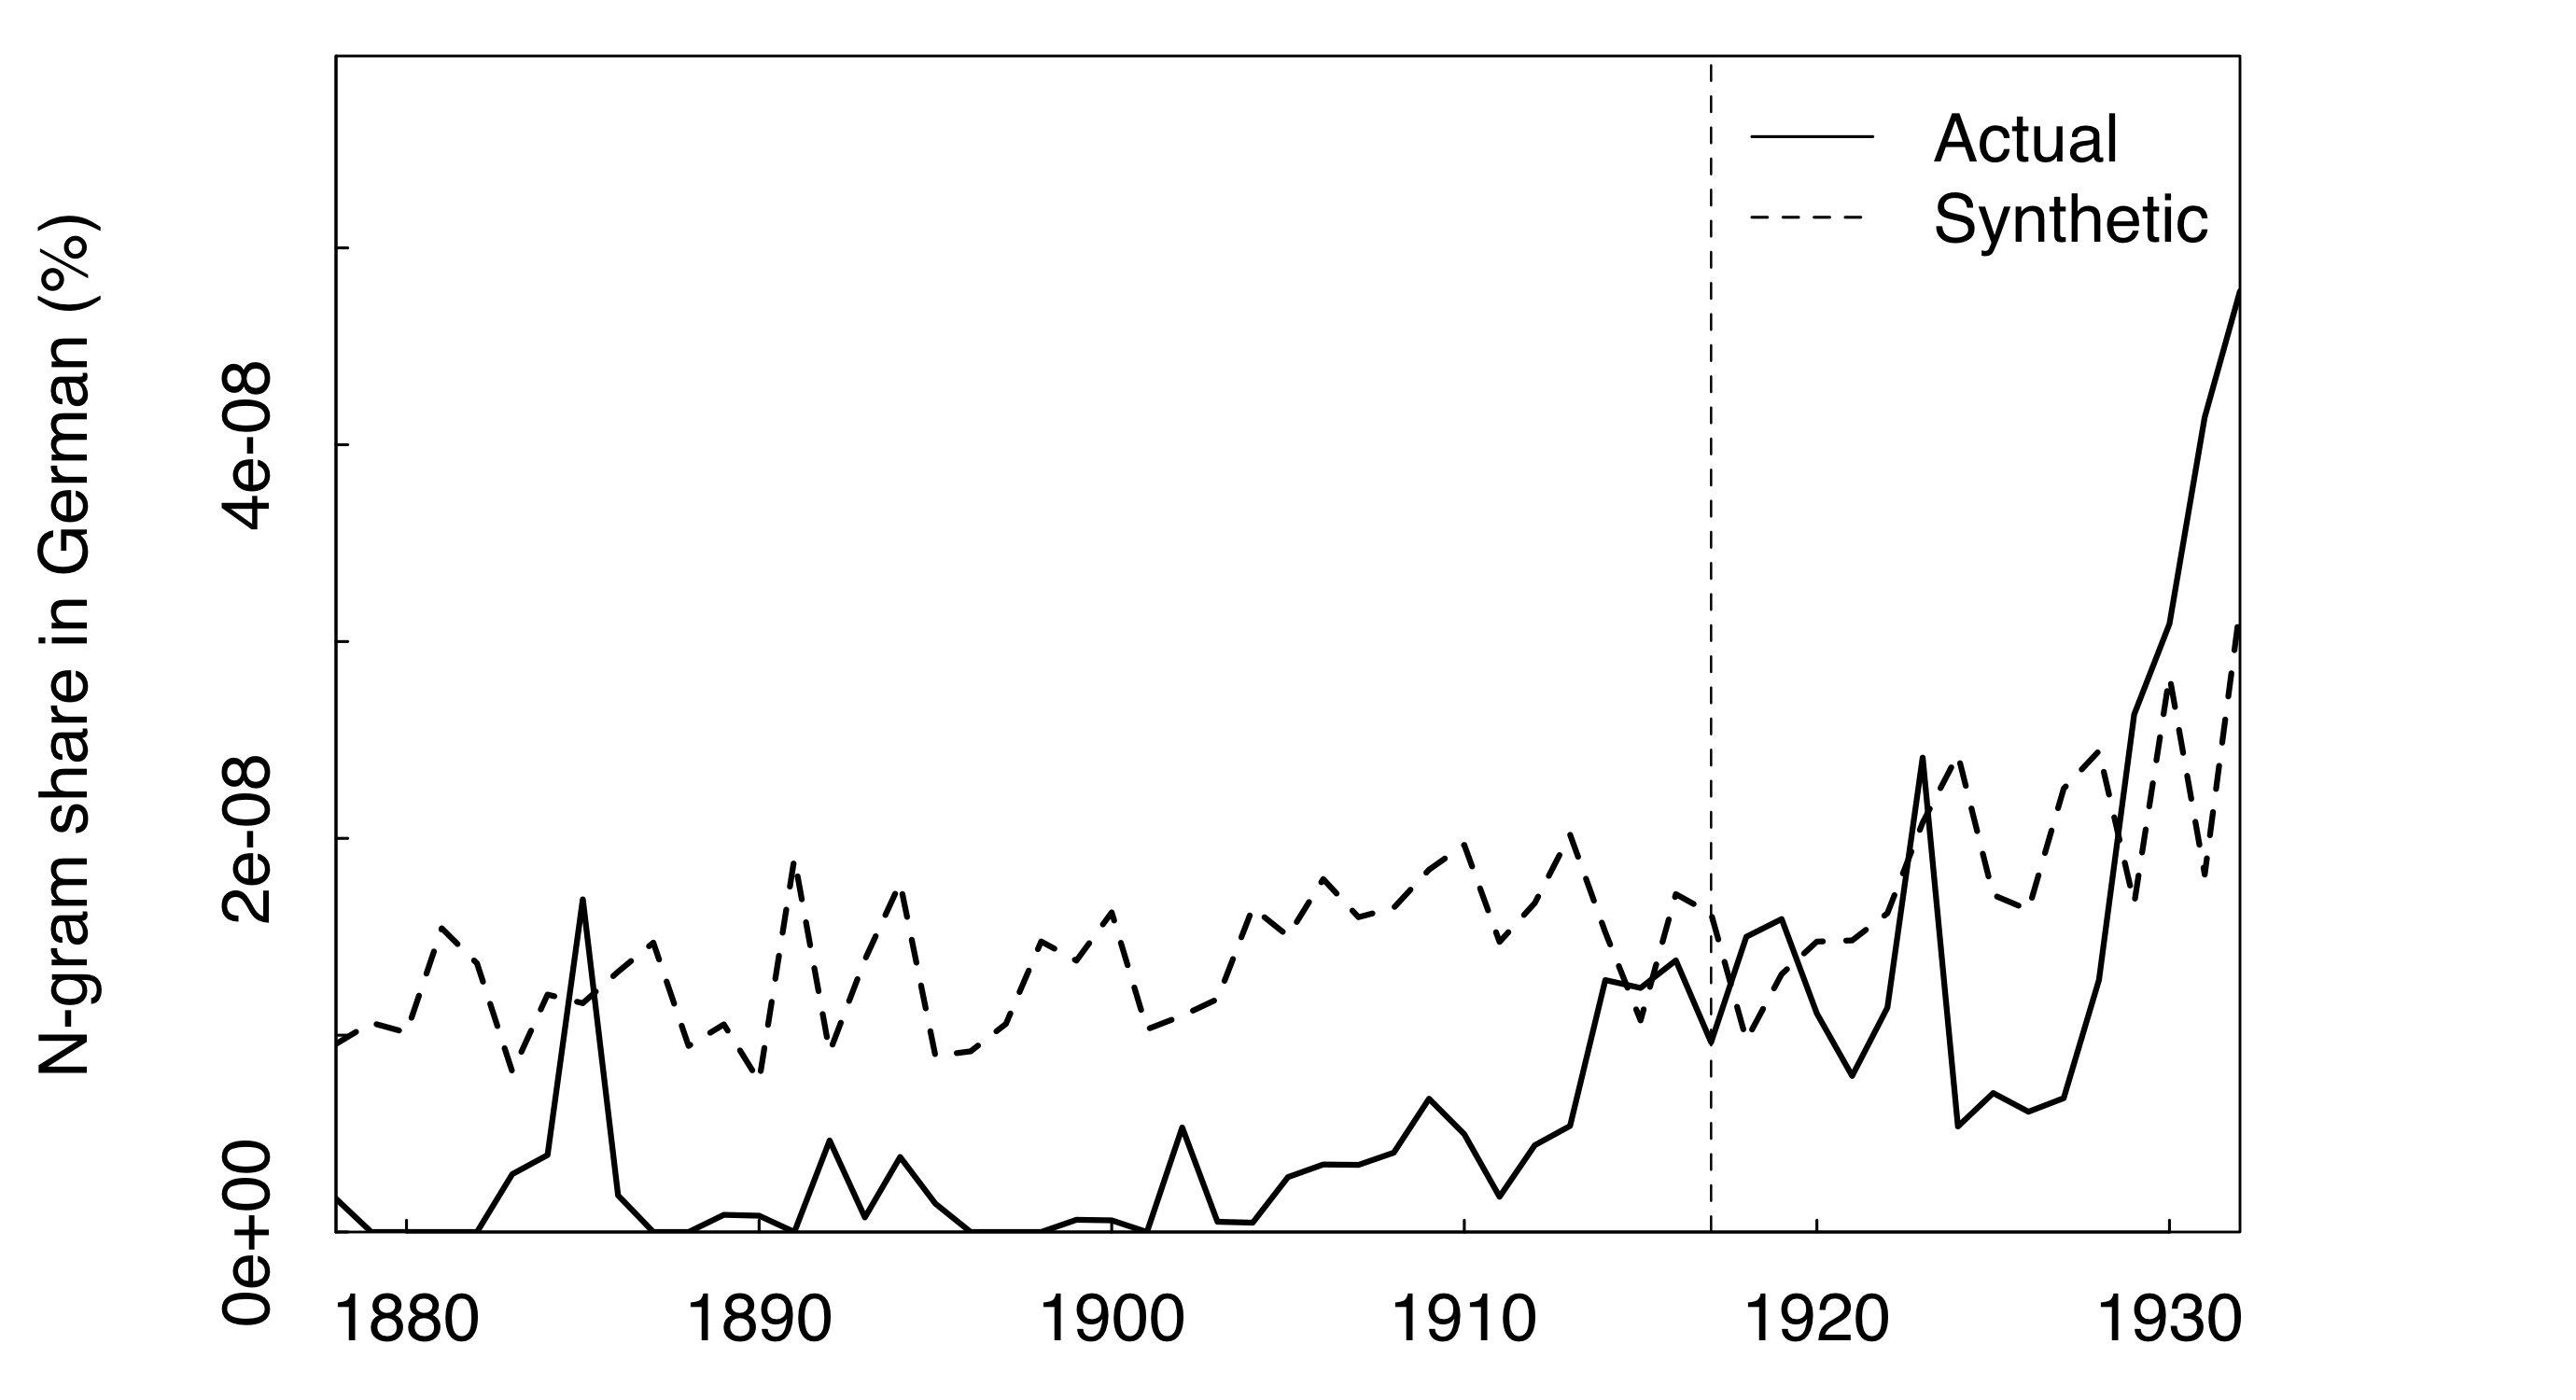 N-gram share in German (%)
4e-08
2e-08
0e+00
Actual
Synthetic
1880 1890 1900 1910 1920 1930